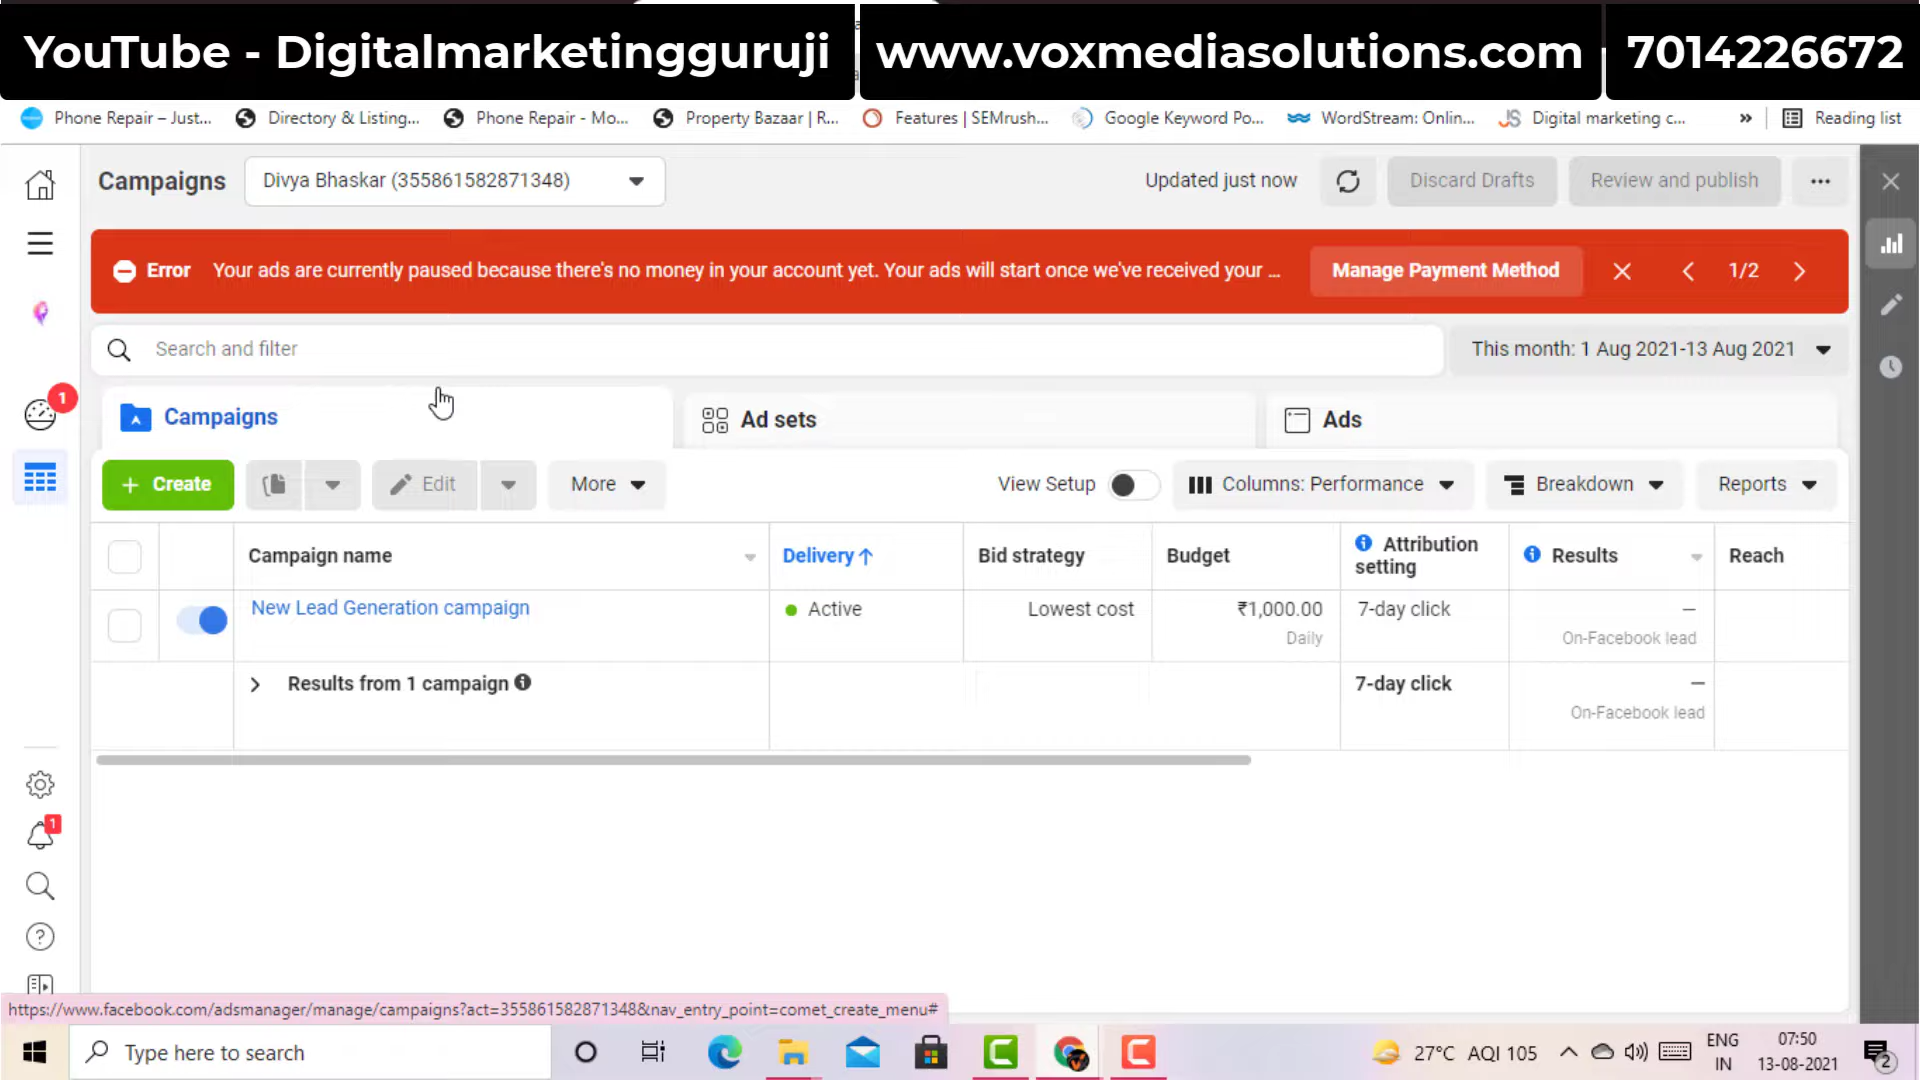 YouTube - Digitalmarketingguruji www.voxmediasolutions.com 7014226672
Phone Repair – Just... Directory & Listing... Phone Repair - Mo... Property Bazaar | R... Features | SEMrush... Google Keyword Po... WordStream: Onlin... JS Digital marketing c... » Reading list
Campaigns Divya Bhaskar (355861582871348) Updated just now Discard Drafts Review and publish ...
Error Your ads are currently paused because there's no money in your account yet. Your ads will start once we've received your ... Manage Payment Method 1/2
Search and filter This month: 1 Aug 2021-13 Aug 2021
1
Campaigns Ad sets Ads
+ Create Edit More View Setup Columns: Performance Breakdown Reports
Campaign name Delivery ↑ Bid strategy Budget Attribution setting Results Reach
New Lead Generation campaign Active Lowest cost ₹1,000.00 7-day click —
Daily On-Facebook lead
Results from 1 campaign 7-day click —
On-Facebook lead
1
https://www.facebook.com/adsmanager/manage/campaigns?act=355861582871348&nav_entry_point=comet_create_menu#
Type here to search 27°C AQI 105 ENG IN 07:50 13-08-2021 2